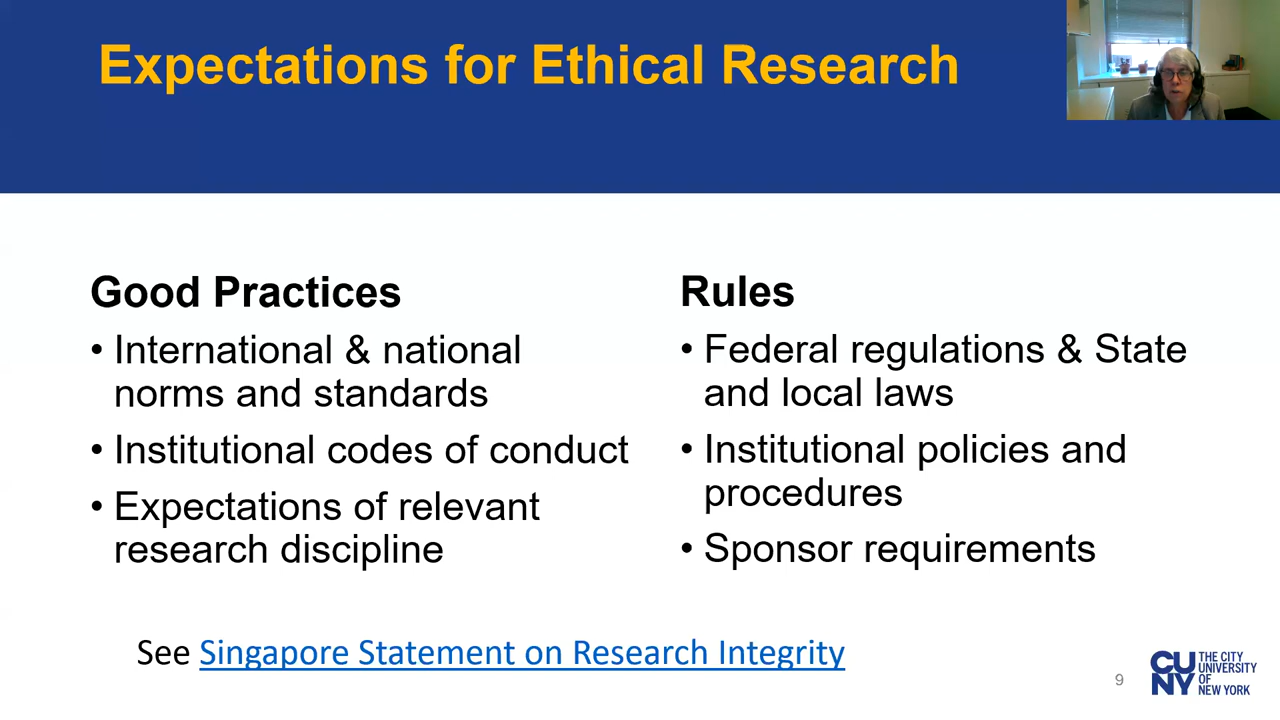 Expectations for Ethical Research
Good Practices
• International & national
norms and standards
• Institutional codes of conduct
• Expectations of relevant
research discipline
Rules
• Federal regulations & State
and local laws
• Institutional policies and
procedures
• Sponsor requirements
See Singapore Statement on Research Integrity
9
CU
NY
THE CITY
UNIVERSITY
OF
NEW YORK